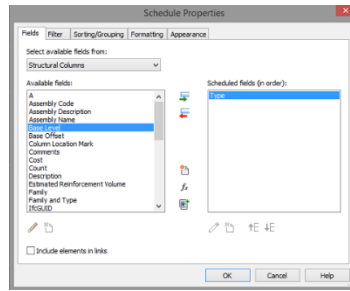 Schedule Properties
Fields Filter Sorting/Grouping Formatting Appearance
Select available fields from:
Structural Columns
Available fields:
Scheduled fields (in order):
A
Assembly Code
Assembly Description
Assembly Name
Base Level
Base Offset
Column Location Mark
Comments
Cost
Count
Description
Estimated Reinforcement Volume
Family
Family and Type
IfcGUID
Type
fx
Include elements in links
OK Cancel Help